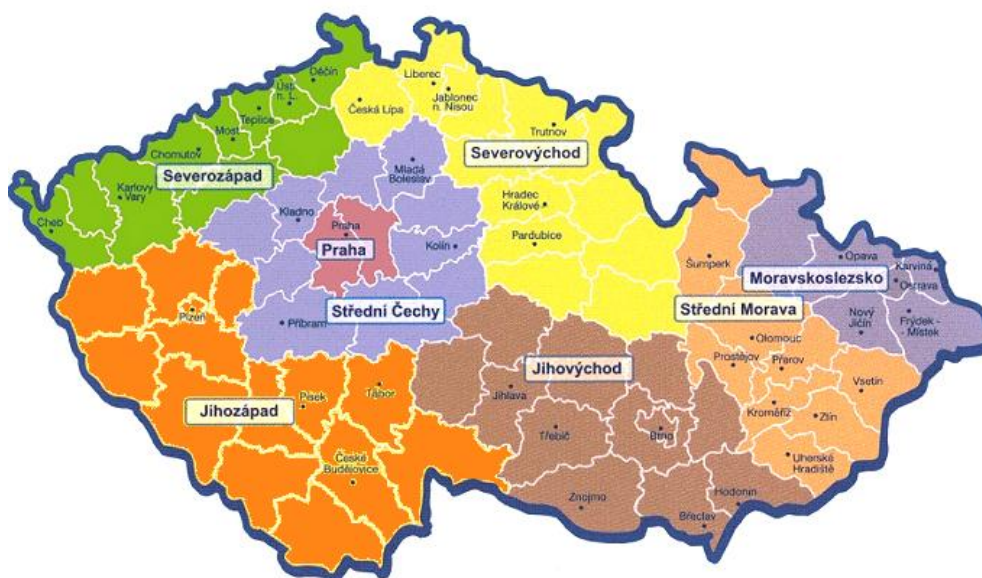 Děčín
Ústí
n. L.
Teplice
Most
Chomutov
Severozápad
Karlovy
Vary
Cheb
Liberec
Jablonec
n. Nisou
Česká Lípa
Trutnov
Severovýchod
Hradec
Králové
Pardubice
Mladá
Boleslav
Kladno
Praha
Praha
Kolín
Příbram
Střední Čechy
Plzeň
Jihozápad
Písek
Tábor
České
Budějovice
Jihovýchod
Jihlava
Třebíč
Brno
Znojmo
Hodonín
Břeclav
Šumperk
Střední Morava
Olomouc
Prostějov
Přerov
Kroměříž
Zlín
Vsetín
Uherské
Hradiště
Moravskoslezsko
Opava
Karviná
Ostrava
Nový
Jičín
Frýdek -
- Místek